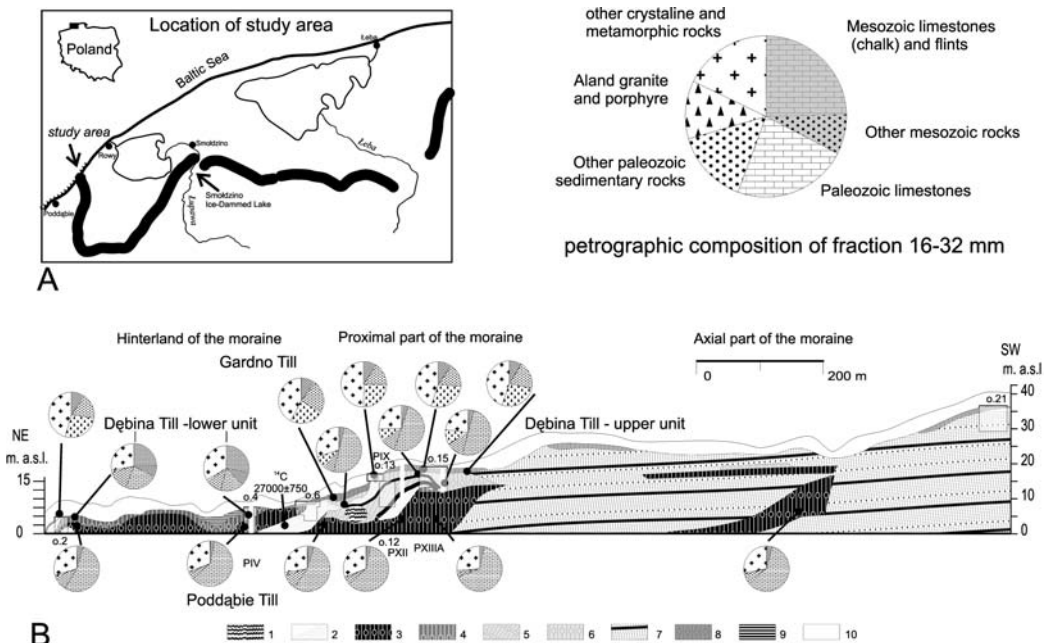 Location of study area
Poland
Baltic Sea
Łeba
study area
Rowy
Smołdzino
Łeba
Smołdzino
Ice-Dammed Lake
Łupawa
Poddąbie
A
other crystaline and
metamorphic rocks
Mesozoic limestones
(chalk) and flints
Aland granite
and porphyre
Other mesozoic rocks
Other paleozoic
sedimentary rocks
Paleozoic limestones
petrographic composition of fraction 16-32 mm
Hinterland of the moraine
Proximal part of the moraine
Axial part of the moraine
Gardno Till
0 200 m
SW
m. a.s.l.
Dębina Till -lower unit
Dębina Till - upper unit
NE
m. a.s.l.
15
0
40
30
20
10
0
o.21
PIX
o.13
o.15
14C
27000±750
o.4
o.6
o.2
o.12
PIV
PXII
PXIIIA
Poddąbie Till
B
1 2 3 4 5 6 7 8 9 10